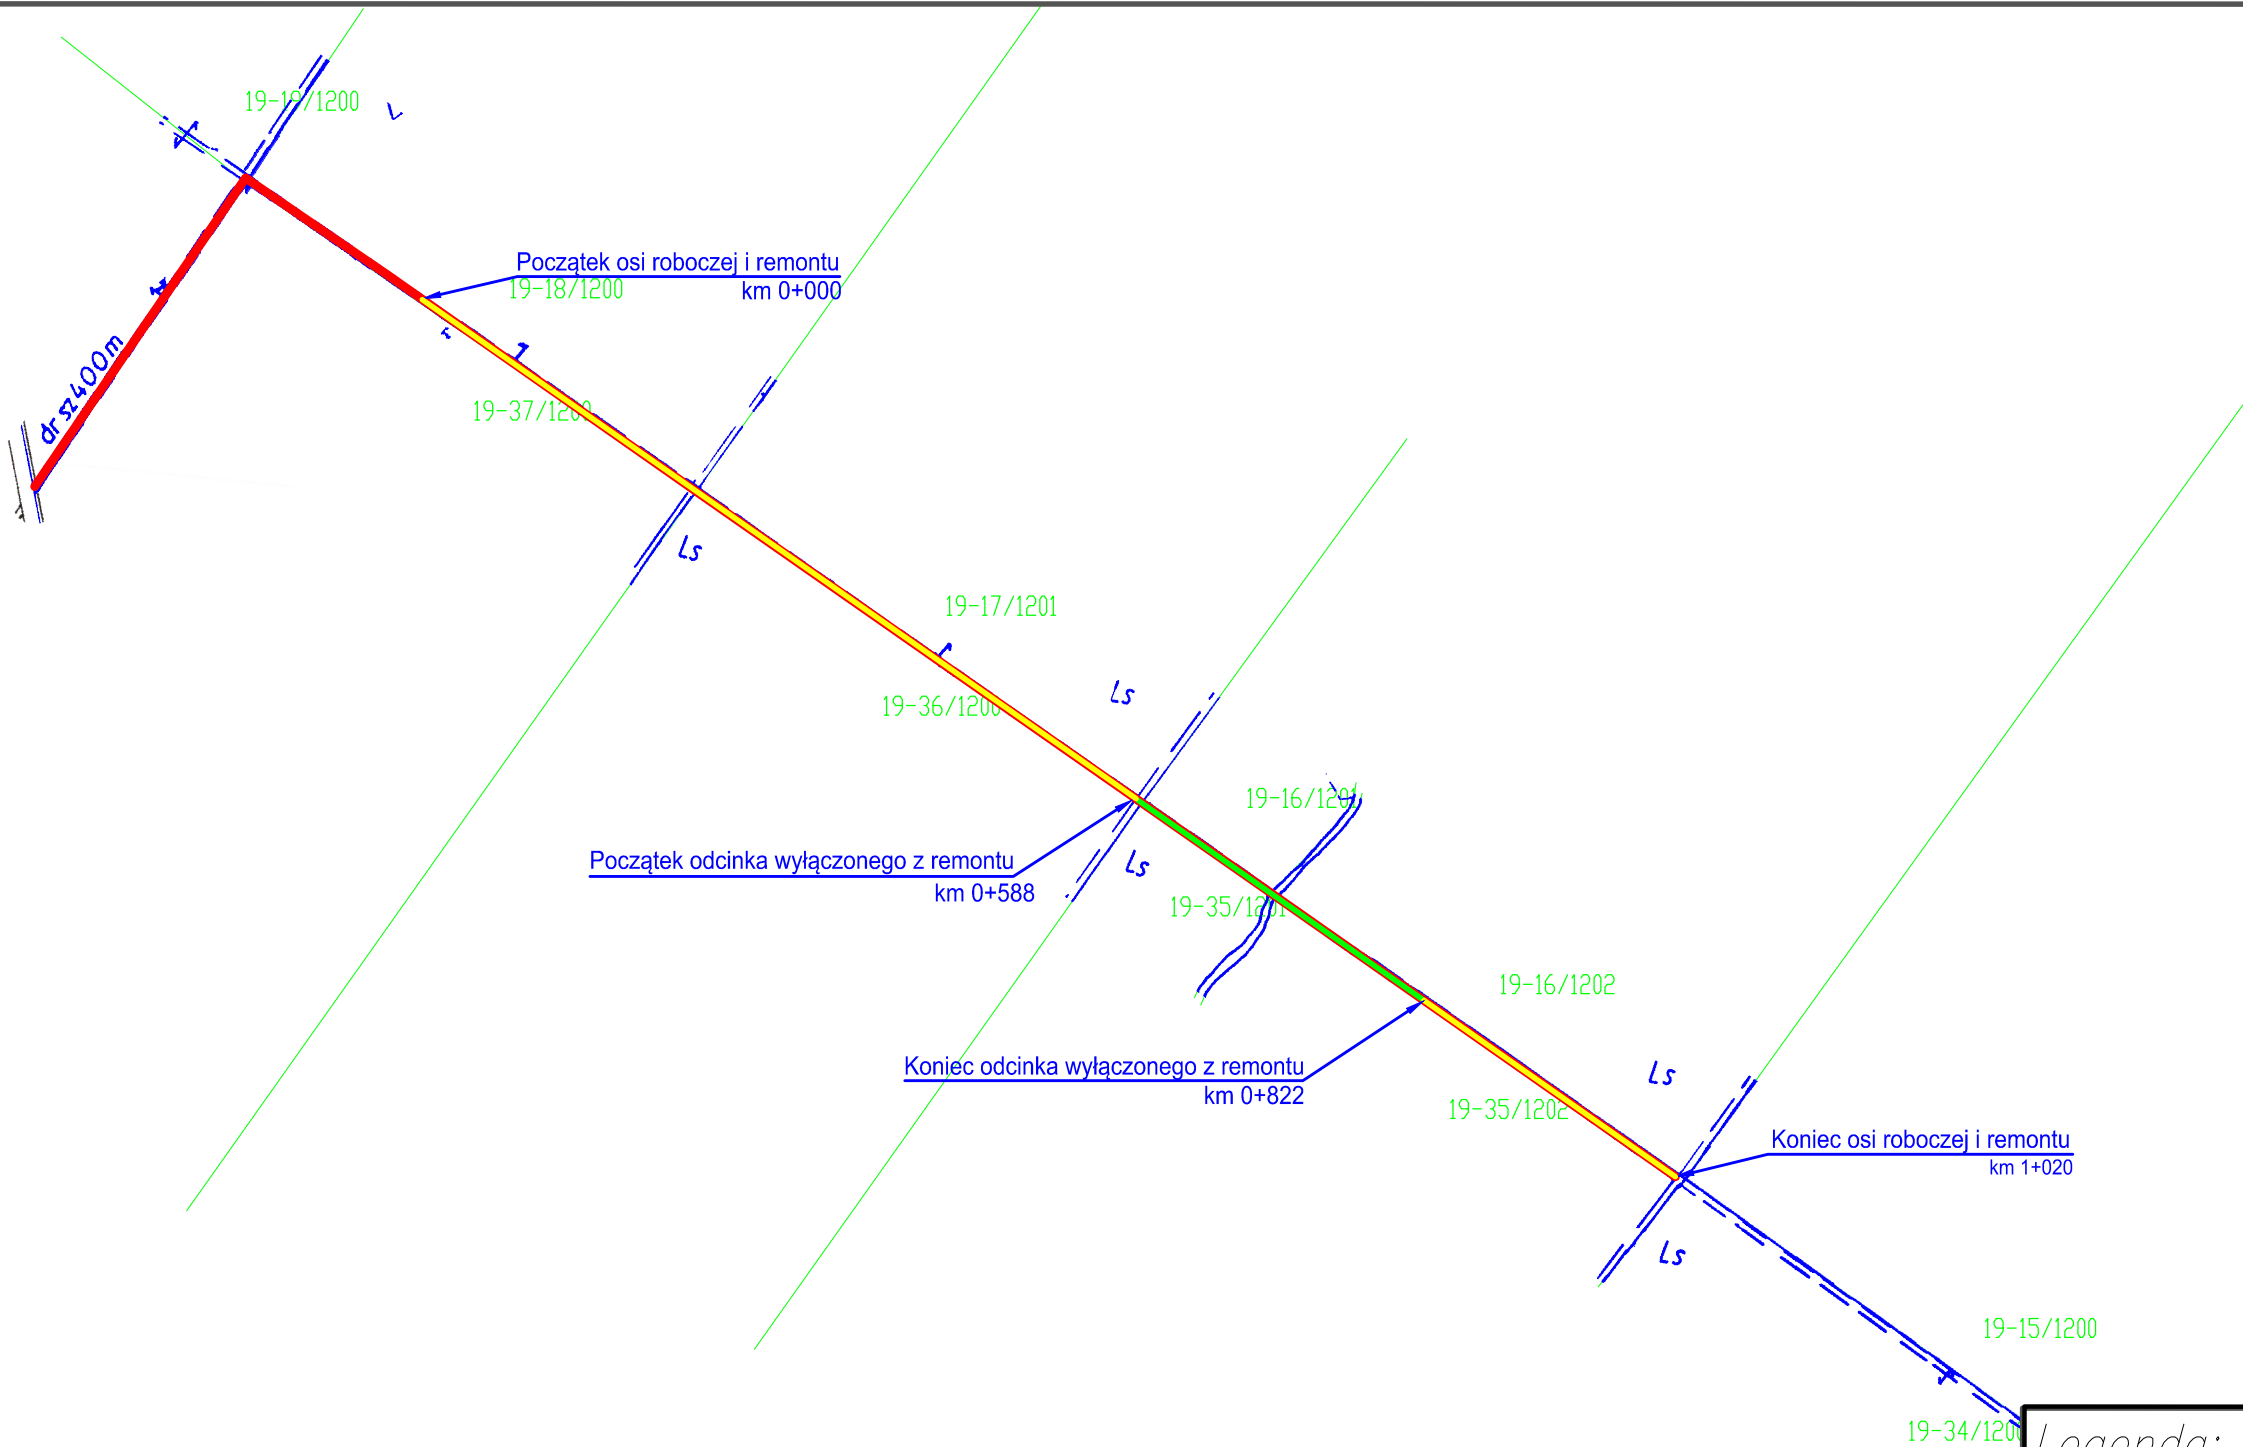 19-19/1200
Początek osi roboczej i remontu
19-18/1200
km 0+000
dr sz 400m
19-37/1200
Ls
19-17/1201
Ls
19-36/1200
19-16/1201
Początek odcinka wyłączonego z remontu
km 0+588
Ls
19-35/1201
19-16/1202
Koniec odcinka wyłączonego z remontu
km 0+822
Ls
19-35/1202
Koniec osi roboczej i remontu
km 1+020
Ls
19-15/1200
19-34/120
Legenda: